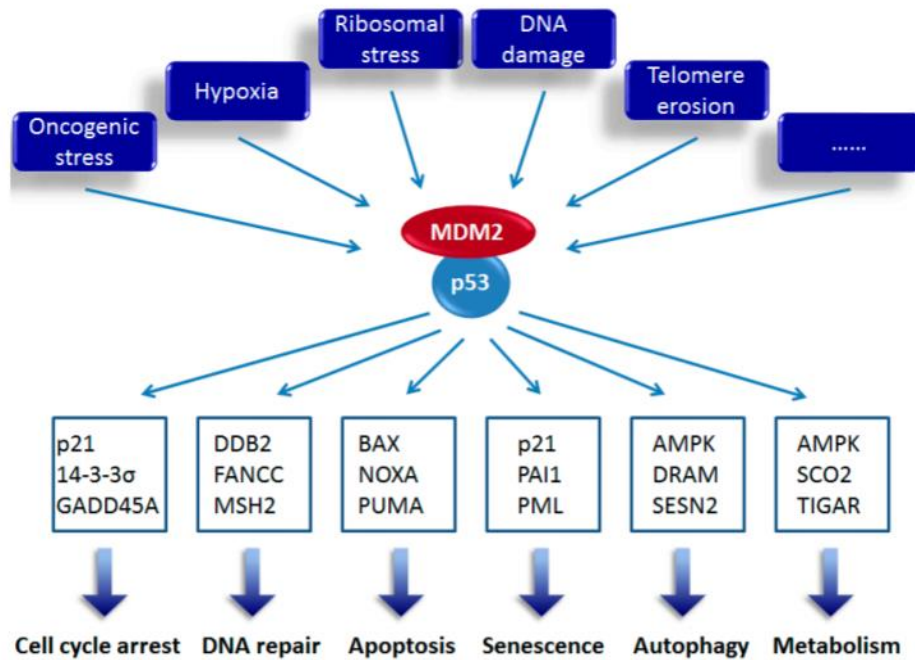 Oncogenic
stress
Hypoxia
Ribosomal
stress
DNA
damage
Telomere
erosion
......
MDM2
p53
p21
14-3-3σ
GADD45A
DDB2
FANCC
MSH2
BAX
NOXA
PUMA
p21
PAI1
PML
AMPK
DRAM
SESN2
AMPK
SCO2
TIGAR
Cell cycle arrest
DNA repair
Apoptosis
Senescence
Autophagy
Metabolism